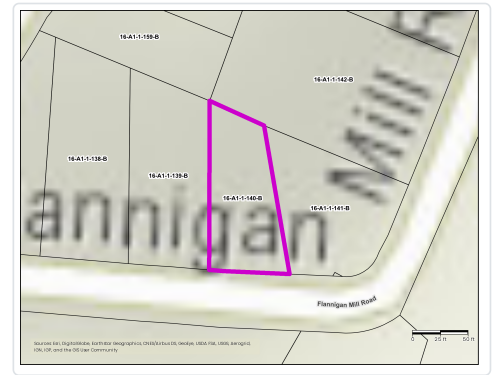 16-A1-1-159-B
16-A1-1-142-B
Mill R
16-A1-1-138-B
16-A1-1-139-B
16-A1-1-140-B
16-A1-1-141-B
annigan
Flannigan Mill Road
Sources: Esri, DigitalGlobe, Earthstar Geographics, CNES/Airbus DS, GeoEye, USDA FSA, USGS, Aerogrid,
IGN, IGP, and the GIS User Community
0 25 50 ft